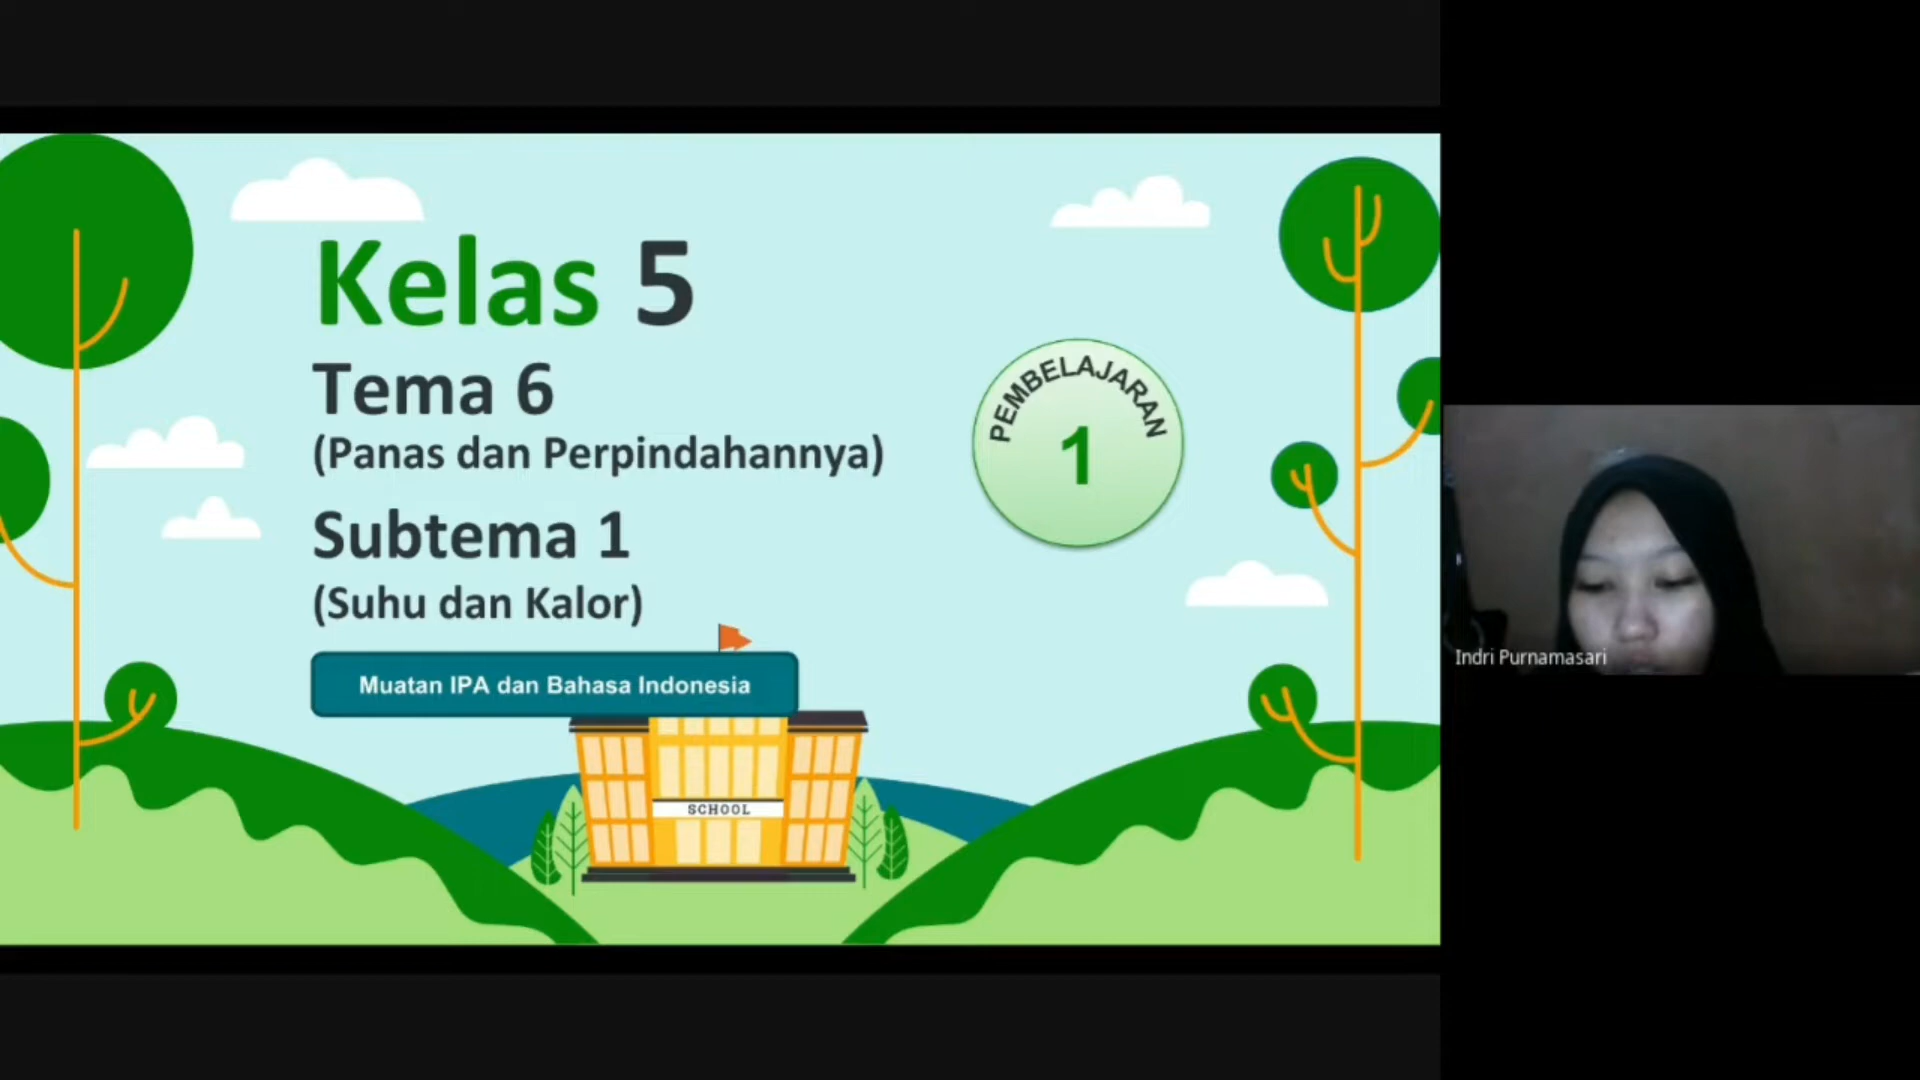 Kelas 5
Tema 6
(Panas dan Perpindahannya)
Subtema 1
(Suhu dan Kalor)
Muatan IPA dan Bahasa Indonesia
PEMBELAJARAN
1
SCHOOL
Indri Purnamasari